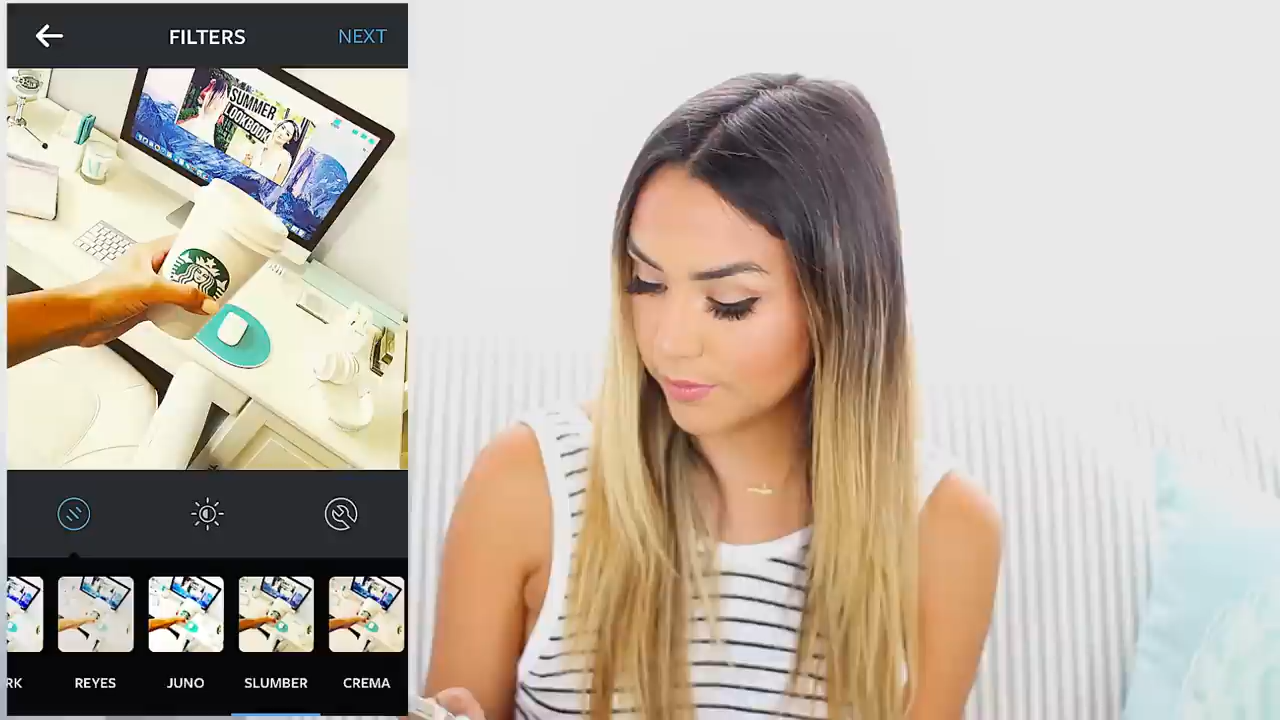 FILTERS
NEXT
SUMMER
LOOKBOOK
RK
REYES
JUNO
SLUMBER
CREMA